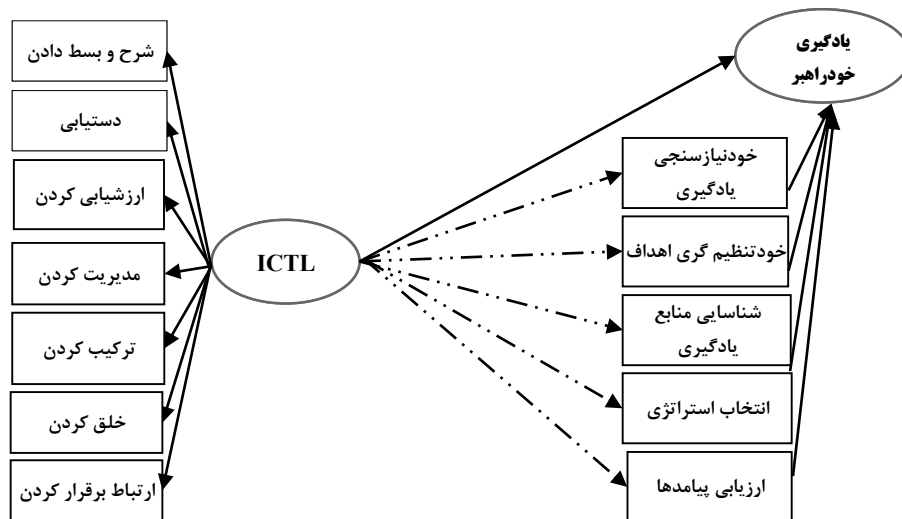 یادگیری
خودراهبر
شرح و بسط دادن
دستیابی
خودنیازسنجی
یادگیری
ارزشیابی کردن
خودتنظیم گری اهداف
ICTL
مدیریت کردن
شناسایی منابع
یادگیری
ترکیب کردن
انتخاب استراتژی
خلق کردن
ارزیابی پیامدها
ارتباط برقرار کردن